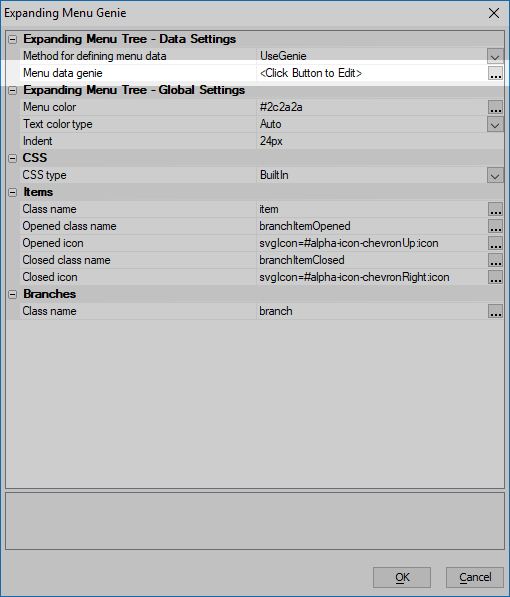 Expanding Menu Genie
Expanding Menu Tree - Data Settings
Method for defining menu data UseGenie
Menu data genie <Click Button to Edit> ...
Expanding Menu Tree - Global Settings
Menu color #2c2a2a ...
Text color type Auto
Indent 24px
CSS
CSS type BuiltIn
Items
Class name item ...
Opened class name branchItemOpened ...
Opened icon svgIcon=#alpha-icon-chevronUp:icon ...
Closed class name branchItemClosed ...
Closed icon svgIcon=#alpha-icon-chevronRight:icon ...
Branches
Class name branch ...
OK Cancel